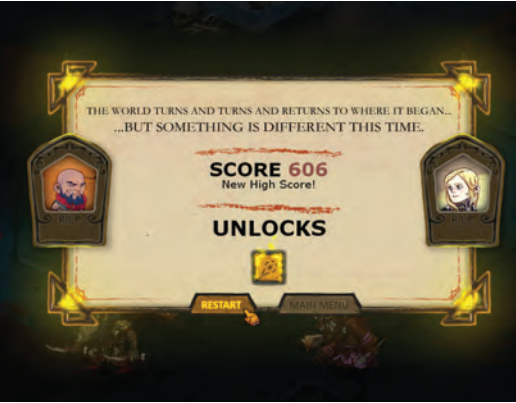 THE WORLD TURNS AND TURNS AND RETURNS TO WHERE IT BEGAN...
...BUT SOMETHING IS DIFFERENT THIS TIME.
SCORE 606
New High Score!
UNLOCKS
RESTART
MAIN MENU